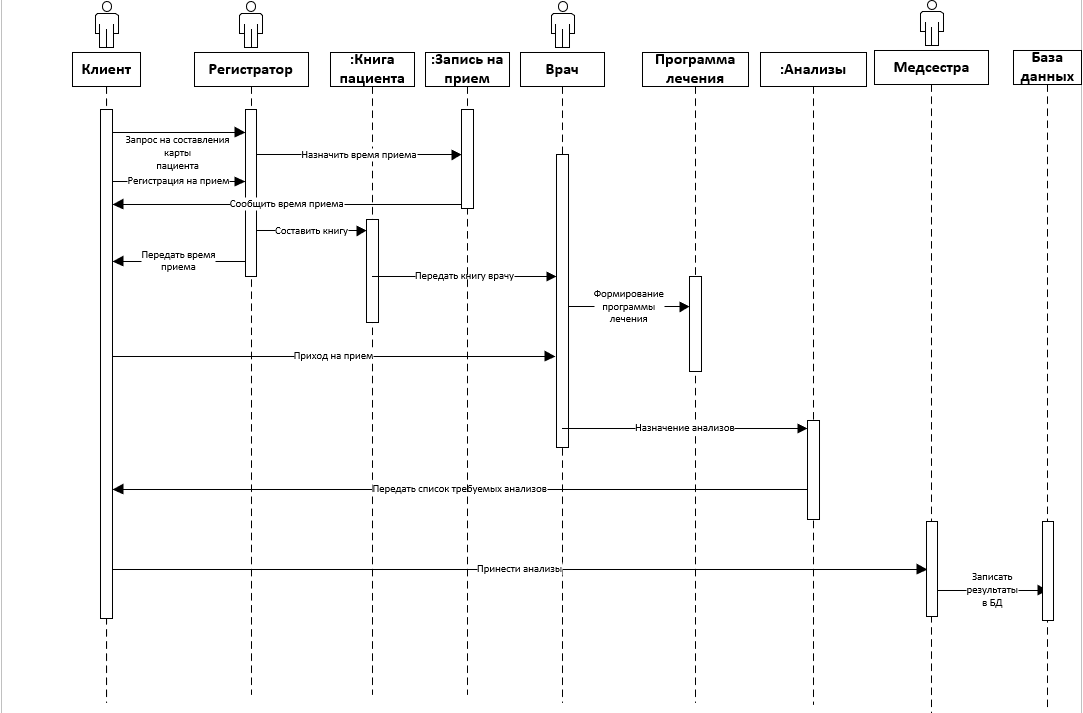 Клиент
Регистратор
:Книга
пациента
:Запись на
прием
Врач
Программа
лечения
:Анализы
Медсестра
База
данных
Запрос на составления
карты
пациента
Назначить время приема
Регистрация на прием
Сообщить время приема
Составить книгу
Передать время
приема
Передать книгу врачу
Формирование
программы
лечения
Приход на прием
Назначение анализов
Передать список требуемых анализов
Принести анализы
Записать
результаты
в БД